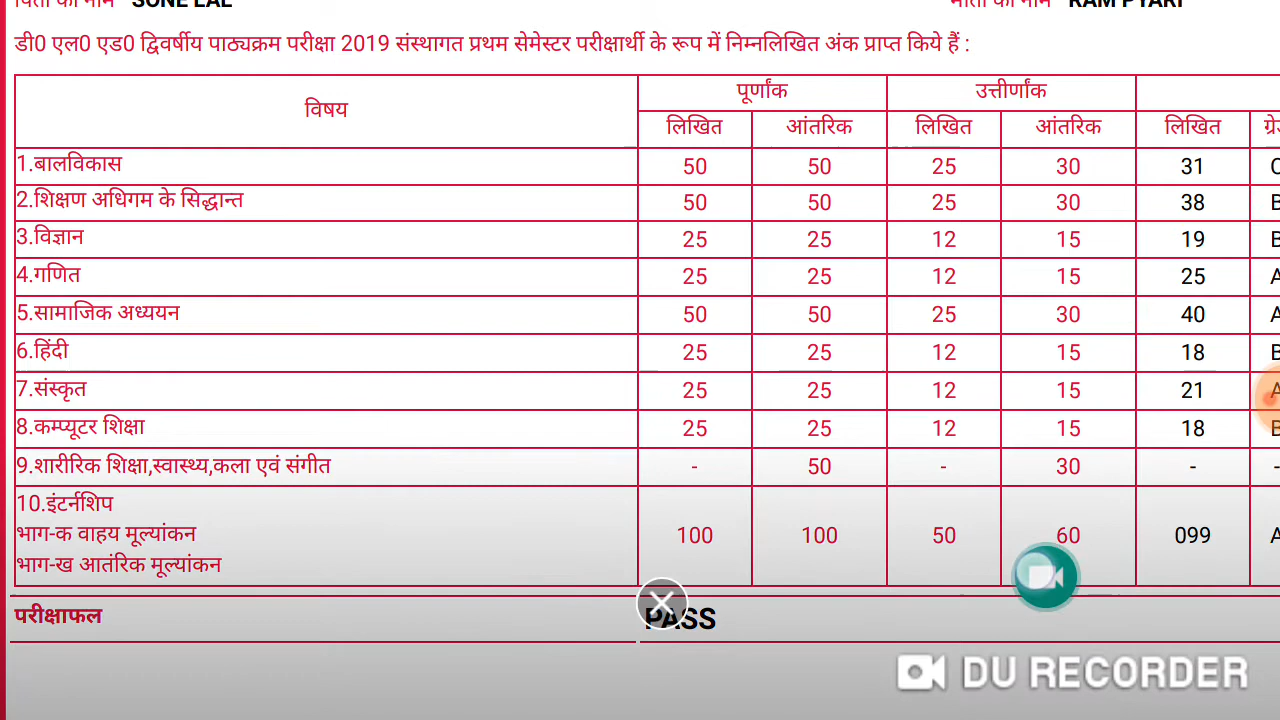 पिता का नाम SONE LAL माता का नाम RAM PYARI
डी0 एल0 एड0 द्विवर्षीय पाठ्यक्रम परीक्षा 2019 संस्थागत प्रथम सेमेस्टर परीक्षार्थी के रूप में निम्नलिखित अंक प्राप्त किये हैं :
विषय पूर्णांक उत्तीर्णांक
लिखित आंतरिक लिखित आंतरिक लिखित
1.बालविकास 50 50 25 30 31
2.शिक्षण अधिगम के सिद्धान्त 50 50 25 30 38 B
3.विज्ञान 25 25 12 15 19 B
4.गणित 25 25 12 15 25 A
5.सामाजिक अध्ययन 50 50 25 30 40 A
6.हिंदी 25 25 12 15 18 B
7.संस्कृत 25 25 12 15 21 A
8.कम्प्यूटर शिक्षा 25 25 12 15 18 B
9.शारीरिक शिक्षा,स्वास्थ्य,कला एवं संगीत - 50 - 30 - -
10.इंटर्नशिप
भाग-क वाहय मूल्यांकन 100 100 50 60 099 A
भाग-ख आतंरिक मूल्यांकन
परीक्षाफल PASS
DU RECORDER